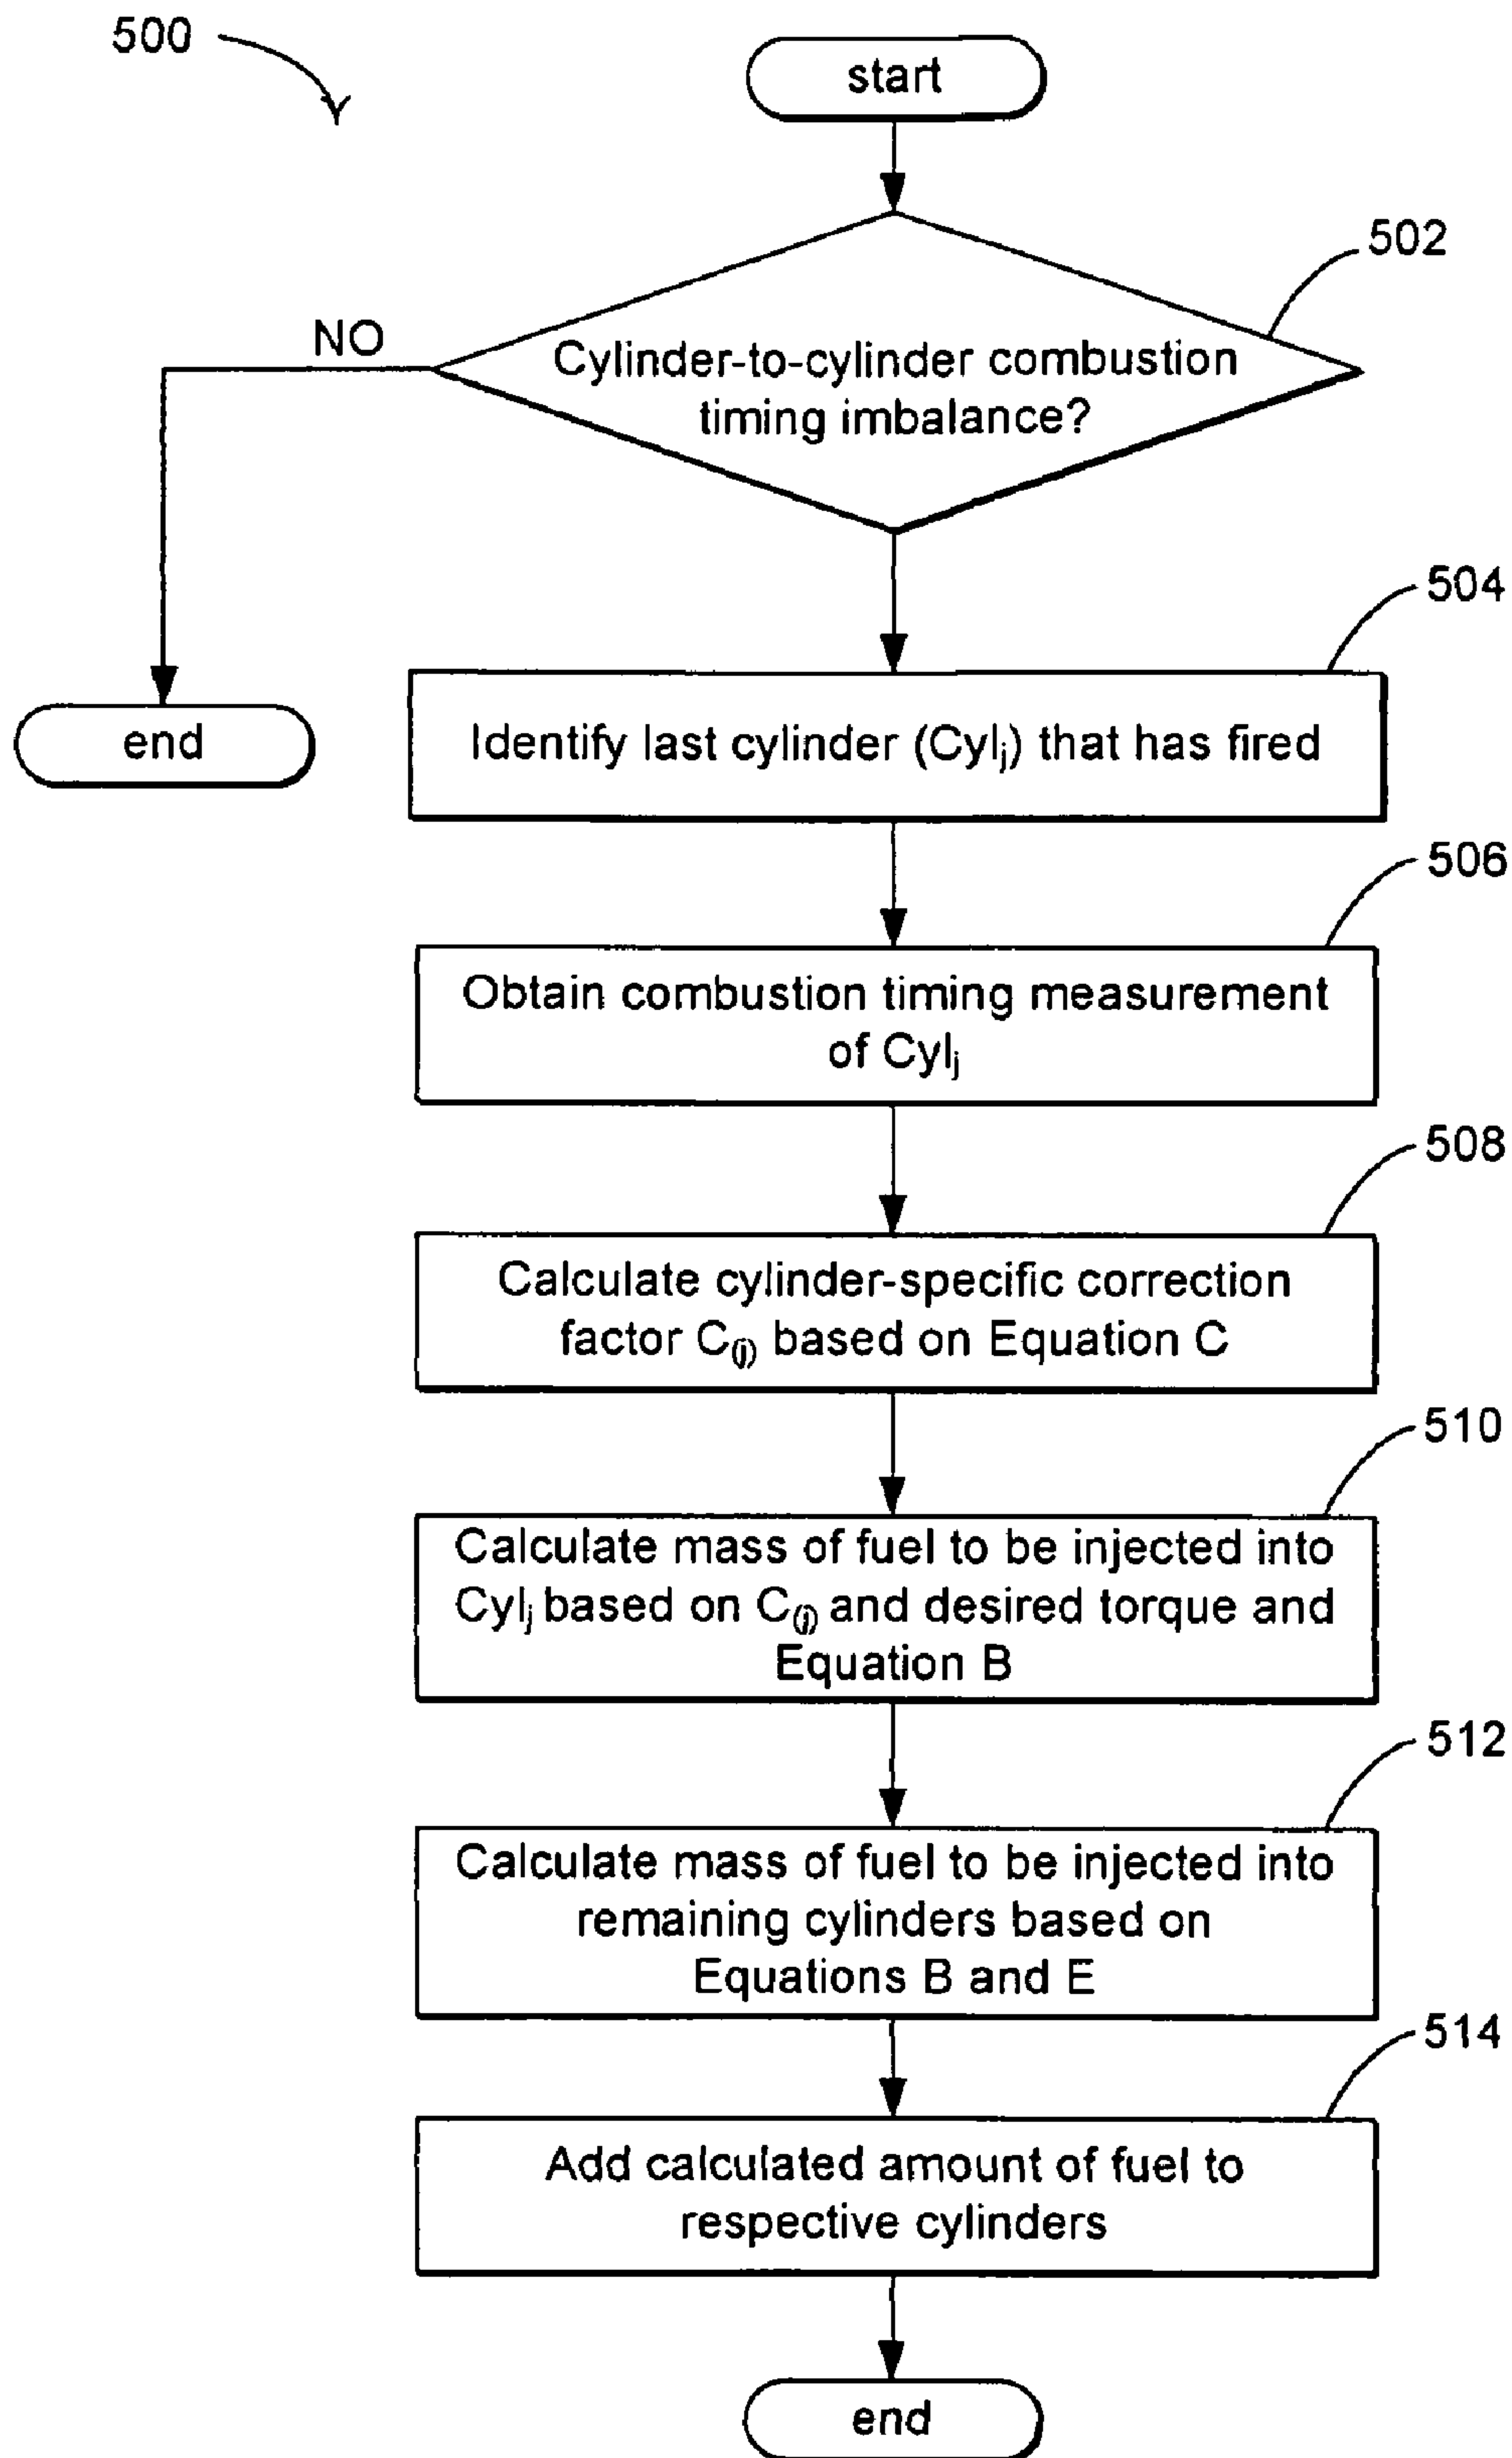 500
start
502
NO
Cylinder-to-cylinder combustion
timing imbalance?
504
end
Identify last cylinder (Cylj) that has fired
506
Obtain combustion timing measurement
of Cylj
508
Calculate cylinder-specific correction
factor C(j) based on Equation C
510
Calculate mass of fuel to be injected into
Cylj based on C(j) and desired torque and
Equation B
512
Calculate mass of fuel to be injected into
remaining cylinders based on
Equations B and E
514
Add calculated amount of fuel to
respective cylinders
end